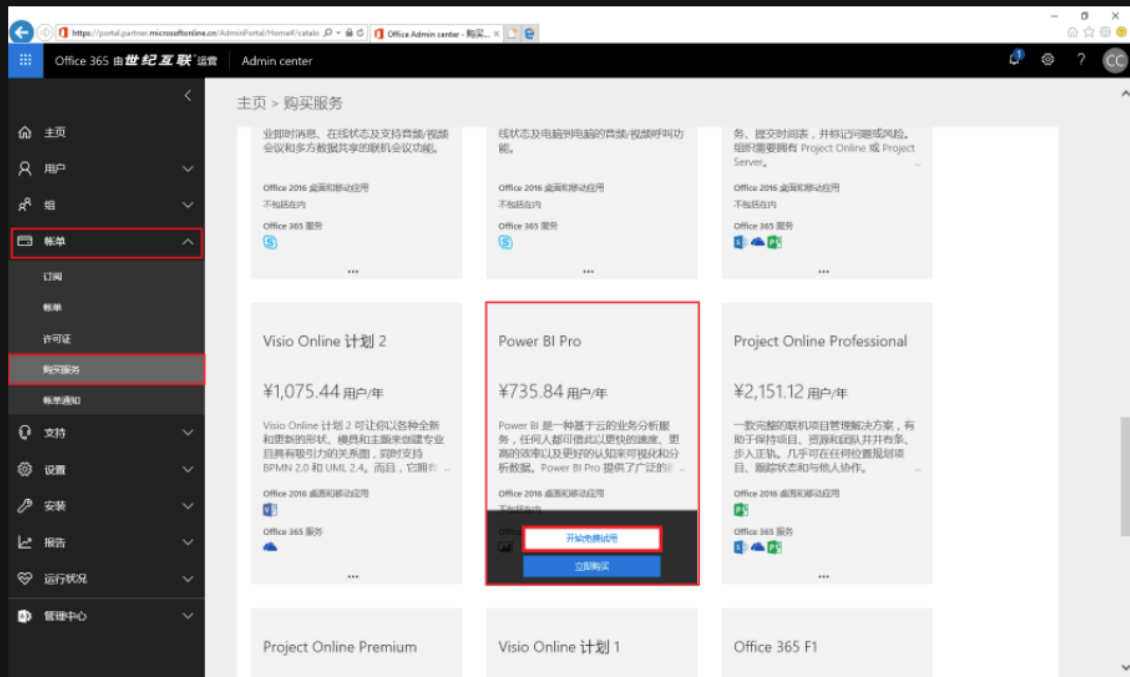 https://portal.partner.microsoftonline.cn/AdminPortal/Home#/catalo
Office Admin center - 购买...
Office 365 由世纪互联运营
Admin center
1
?
CC
主页
用户
组
帐单
订阅
帐单
许可证
购买服务
帐单通知
支持
设置
安装
报告
运行状况
管理中心
主页 > 购买服务
业即时消息、在线状态及支持音频/视频
会议和多方数据共享的联机会议功能。
Office 2016 桌面和移动应用
不包括在内
Office 365 服务
...
线状态及电脑到电脑的音频/视频呼叫功
能。
Office 2016 桌面和移动应用
不包括在内
Office 365 服务
...
务、提交时间表，并标记问题或风险。
组织需要拥有 Project Online 或 Project
Server。 ...
Office 2016 桌面和移动应用
不包括在内
Office 365 服务
...
Visio Online 计划 2
¥1,075.44 用户/年
Visio Online 计划 2 可让你以各种全新
和更新的形状、模具和主题来创建专业
且具有吸引力的关系图，同时支持
BPMN 2.0 和 UML 2.4。而且，它拥有 ...
Office 2016 桌面和移动应用
Office 365 服务
...
Power BI Pro
¥735.84 用户/年
Power BI 是一种基于云的业务分析服
务，任何人都可借此以更快的速度、更
高的效率以及更好的认知来可视化和分
析数据。Power BI Pro 提供了广泛的 ...
Office 2016 桌面和移动应用
不包括在内
开始免费试用
立即购买
Project Online Professional
¥2,151.12 用户/年
一款完整的联机项目管理解决方案，有
助于保持项目、资源和团队井井有条、
步入正轨。几乎可在任何位置规划项
目、跟踪状态和与他人协作。 ...
Office 2016 桌面和移动应用
Office 365 服务
...
Project Online Premium
Visio Online 计划 1
Office 365 F1